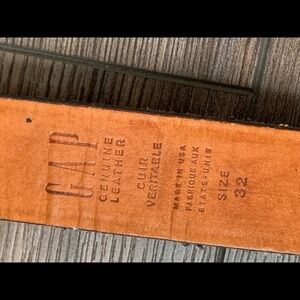 GAP
GENUINE
LEATHER
CUIR
VERITABLE
MADE IN USA
FABRIQUE AUX
ETATS-UNIS
SIZE
32